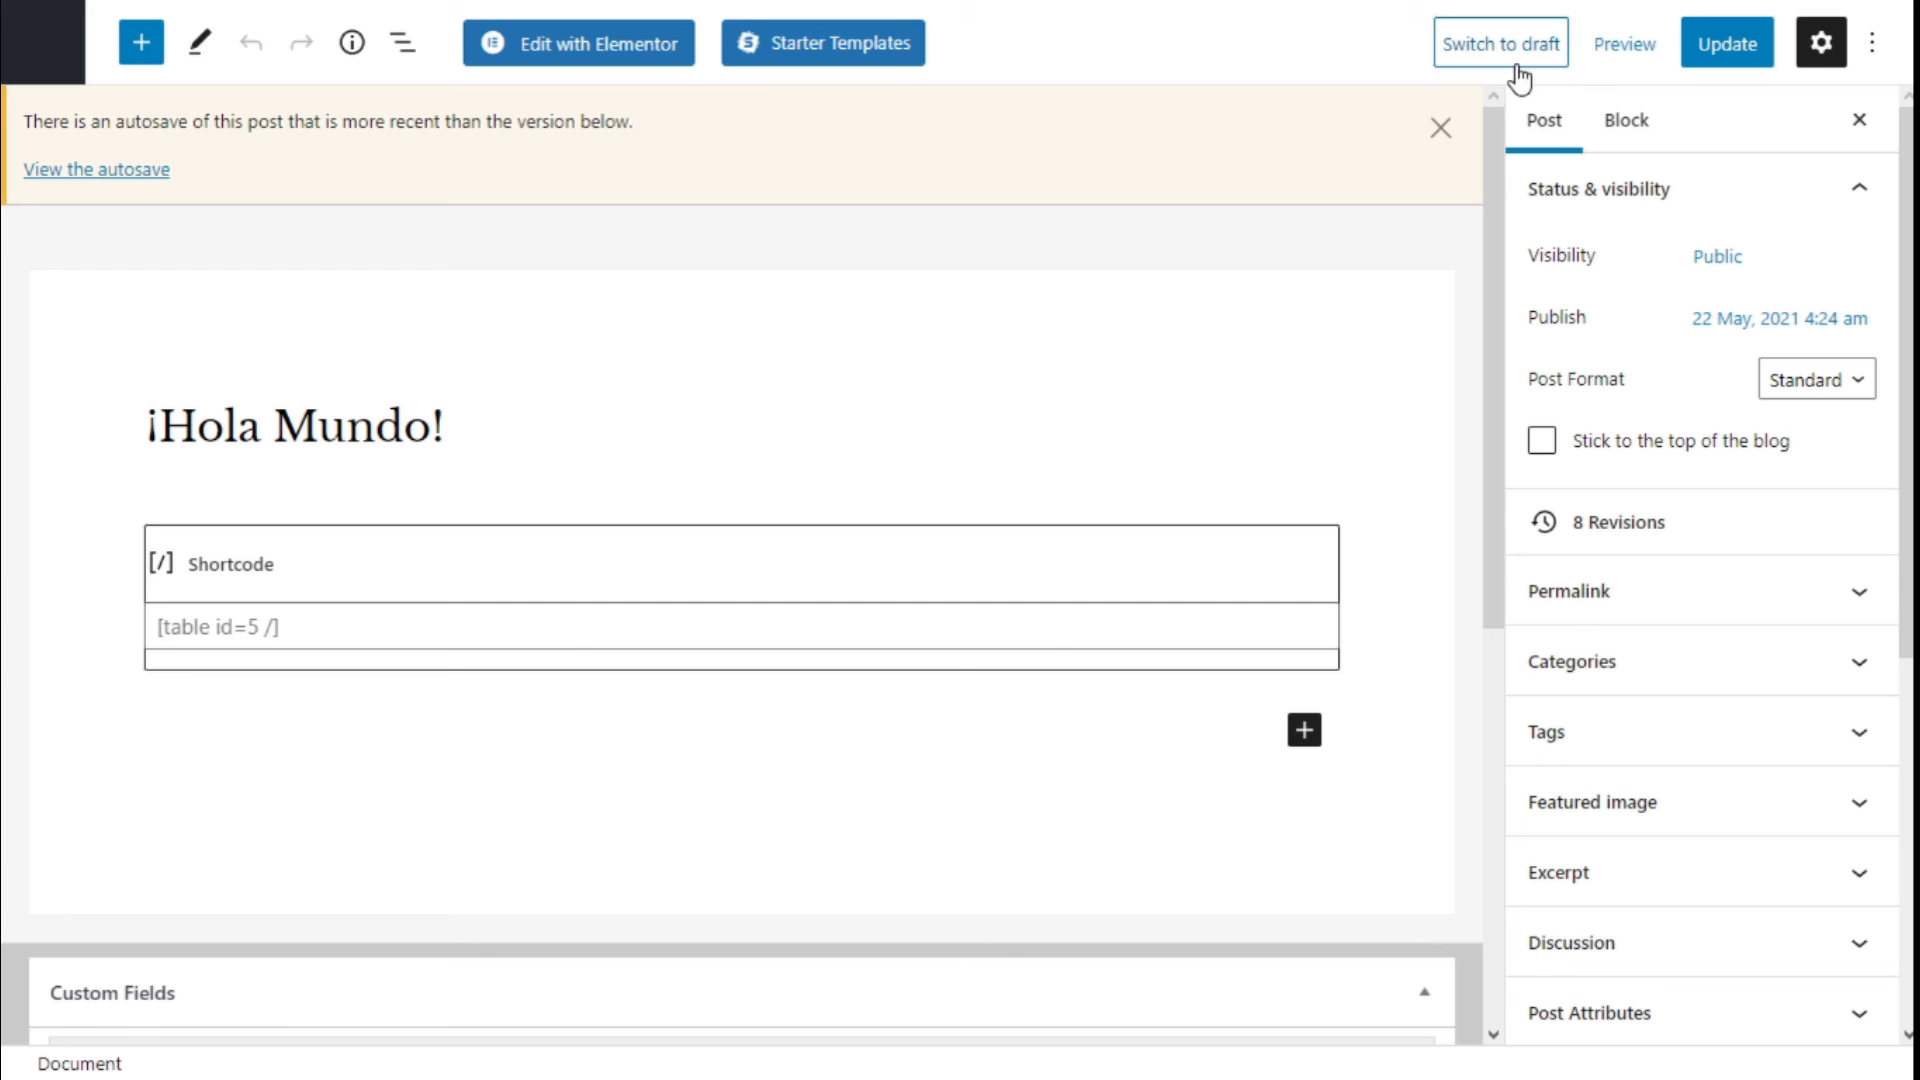 Edit with Elementor
Starter Templates
Switch to draft
Preview
Update
There is an autosave of this post that is more recent than the version below.
View the autosave
¡Hola Mundo!
[/] Shortcode
[table id=5 /]
Custom Fields
Document
Post
Block
Status & visibility
Visibility Public
Publish 22 May, 2021 4:24 am
Post Format Standard
Stick to the top of the blog
8 Revisions
Permalink
Categories
Tags
Featured image
Excerpt
Discussion
Post Attributes